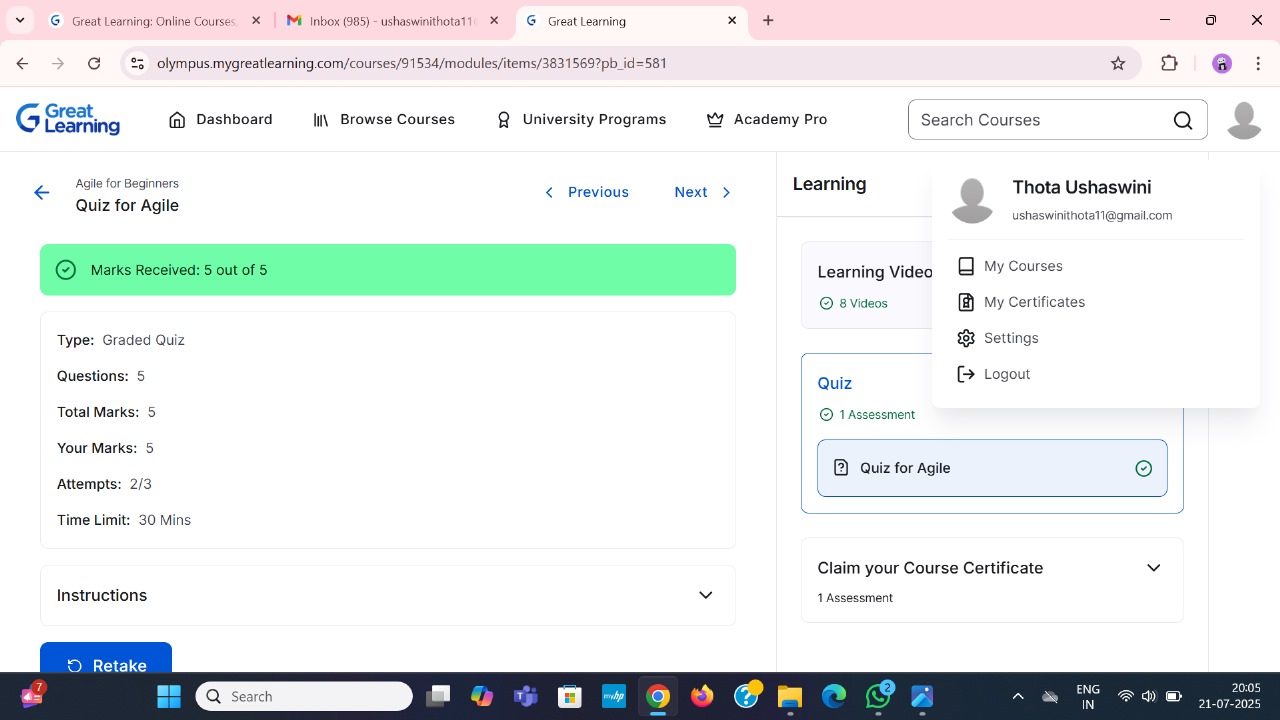 Great Learning: Online Courses,
Inbox (985) - ushaswinithota11
Great Learning
olympus.mygreatlearning.com/courses/91534/modules/items/3831569?pb_id=581
Great
Learning
Dashboard
Browse Courses
University Programs
Academy Pro
Search Courses
Agile for Beginners
Quiz for Agile
Previous
Next
Marks Received: 5 out of 5
Type: Graded Quiz
Questions: 5
Total Marks: 5
Your Marks: 5
Attempts: 2/3
Time Limit: 30 Mins
Instructions
Retake
Learning
Learning Video
8 Videos
Quiz
1 Assessment
Quiz for Agile
Claim your Course Certificate
1 Assessment
Thota Ushaswini
ushaswinithota11@gmail.com
My Courses
My Certificates
Settings
Logout
7
Search
myhp
2
ENG
IN
20:05
21-07-2025